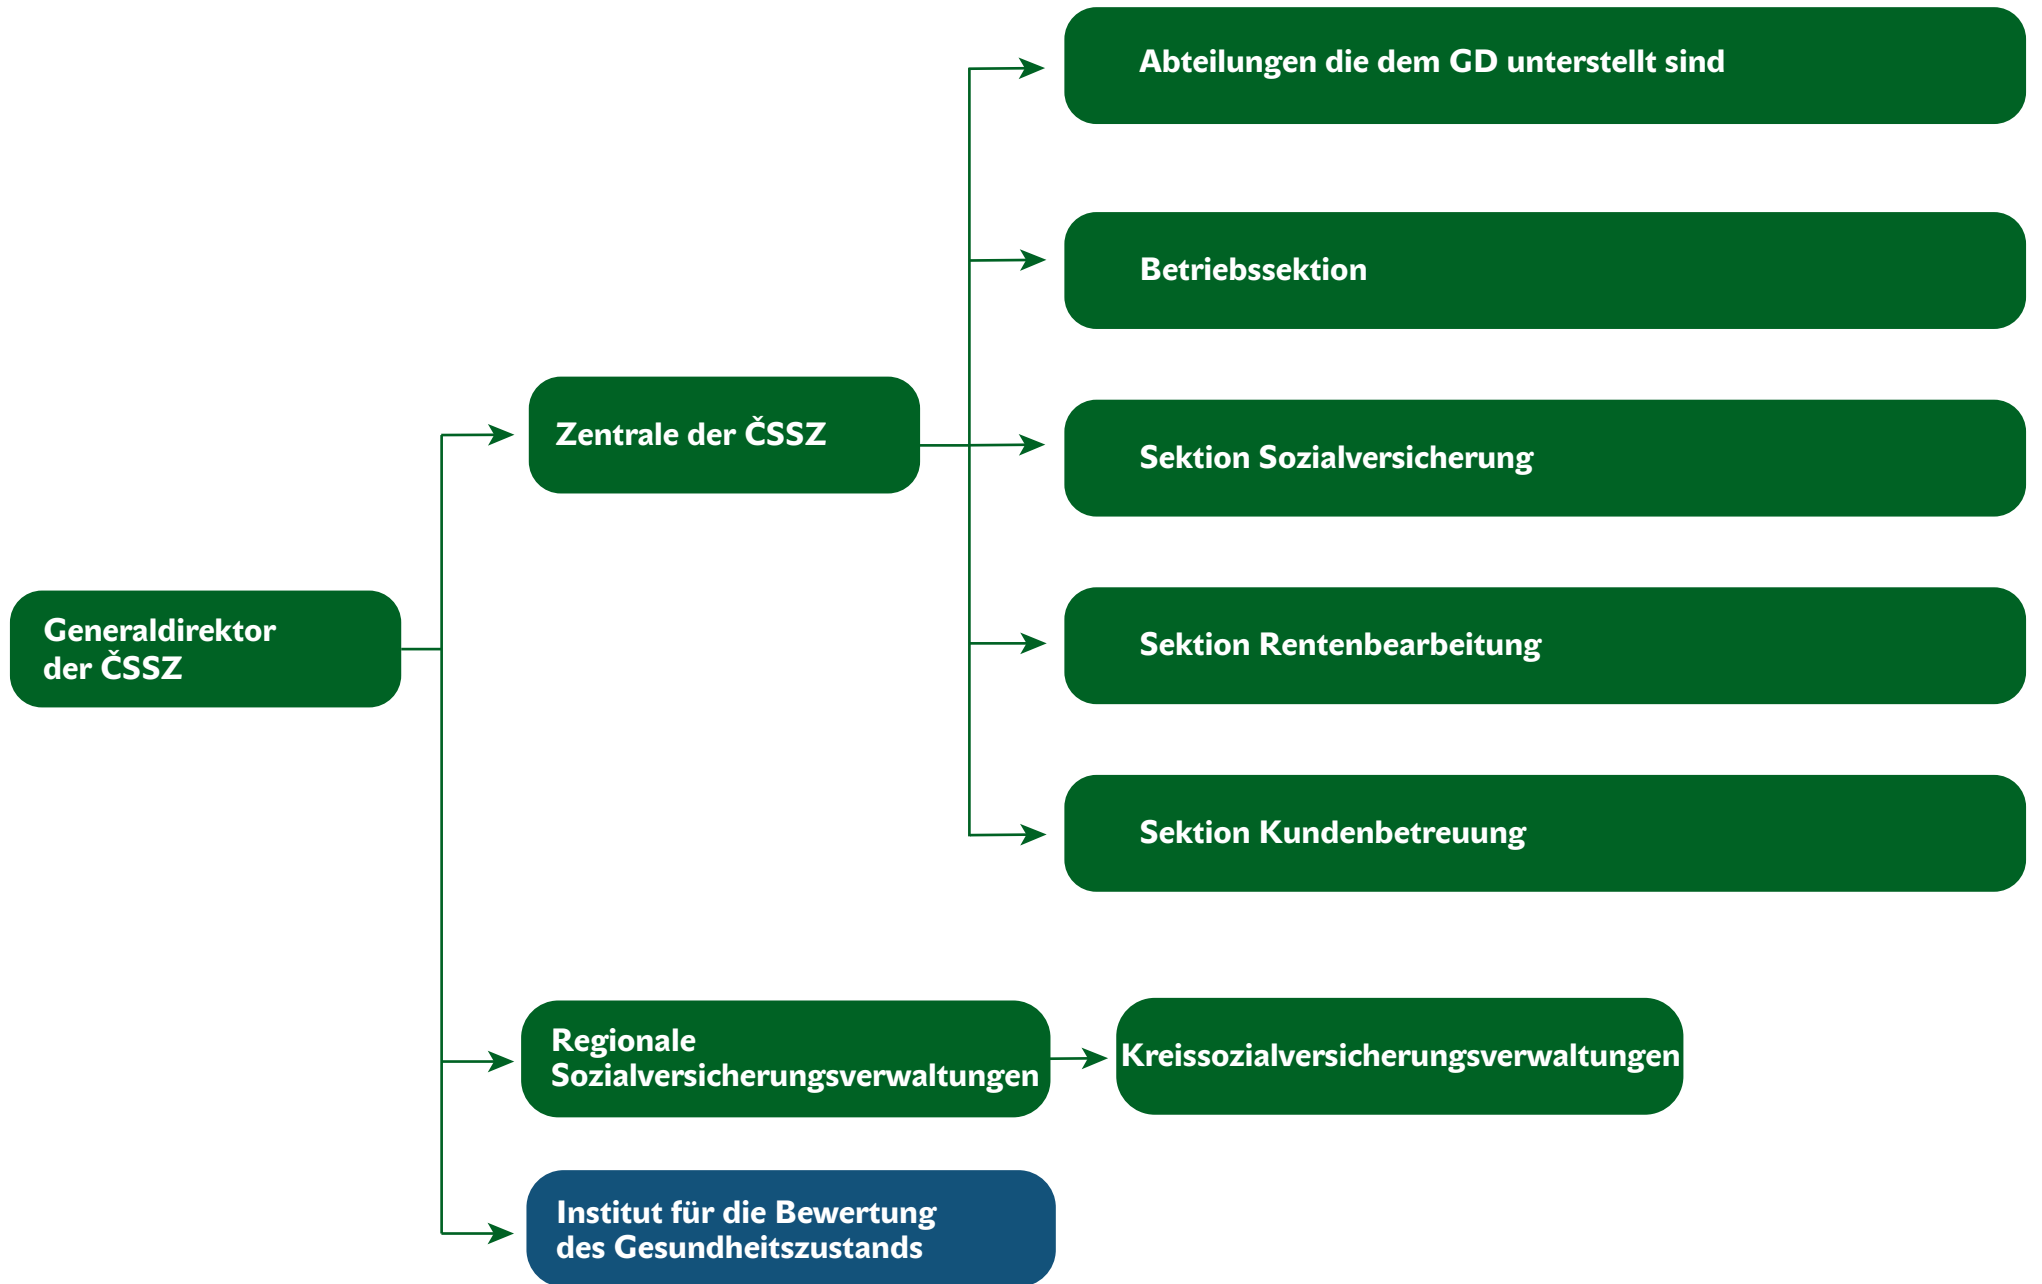 Abteilungen die dem GD unterstellt sind
Betriebssektion
Zentrale der ČSSZ
Sektion Sozialversicherung
Generaldirektor
der ČSSZ
Sektion Rentenbearbeitung
Sektion Kundenbetreuung
Regionale
Sozialversicherungsverwaltungen
Kreissozialversicherungsverwaltungen
Institut für die Bewertung
des Gesundheitszustands